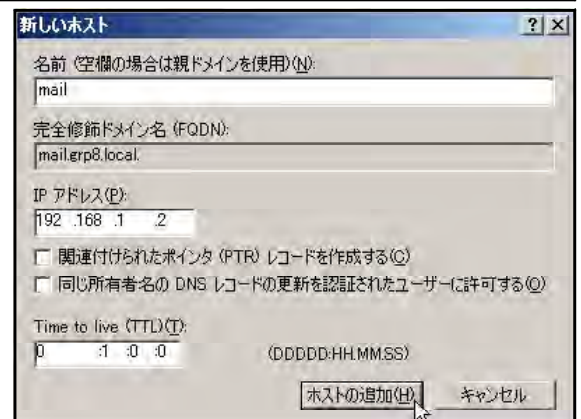 新しいホスト
名前 (空欄の場合は親ドメインを使用)(N):
mail
完全修飾ドメイン名 (FQDN):
mail.grp8.local.
IP アドレス(P):
192 .168 .1 .2
関連付けられたポインタ (PTR) レコードを作成する(C)
同じ所有者名の DNS レコードの更新を認証されたユーザーに許可する(O)
Time to live (TTL)(T):
0 :1 :0 :0 (DDDDD:HH.MM.SS)
ホストの追加(H) キャンセル